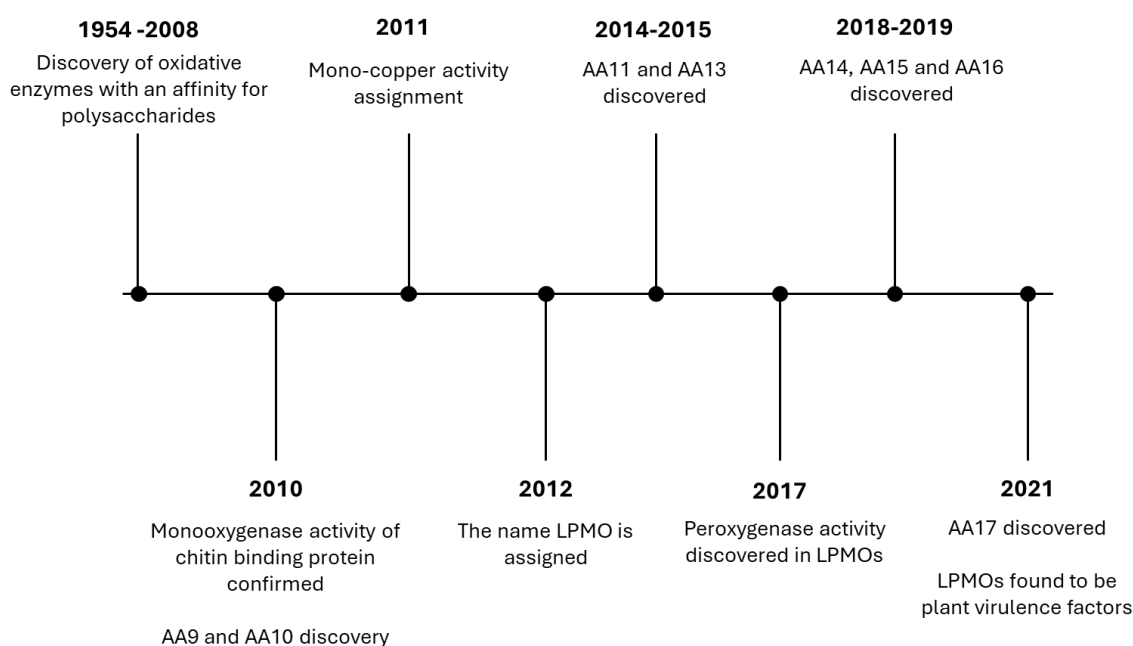 1954 -2008
Discovery of oxidative
enzymes with an affinity for
polysaccharides
2011
Mono-copper activity
assignment
2014-2015
AA11 and AA13
discovered
2018-2019
AA14, AA15 and AA16
discovered
2010
Monooxygenase activity of
chitin binding protein
confirmed
AA9 and AA10 discovery
2012
The name LPMO is
assigned
2017
Peroxygenase activity
discovered in LPMOs
2021
AA17 discovered
LPMOs found to be
plant virulence factors